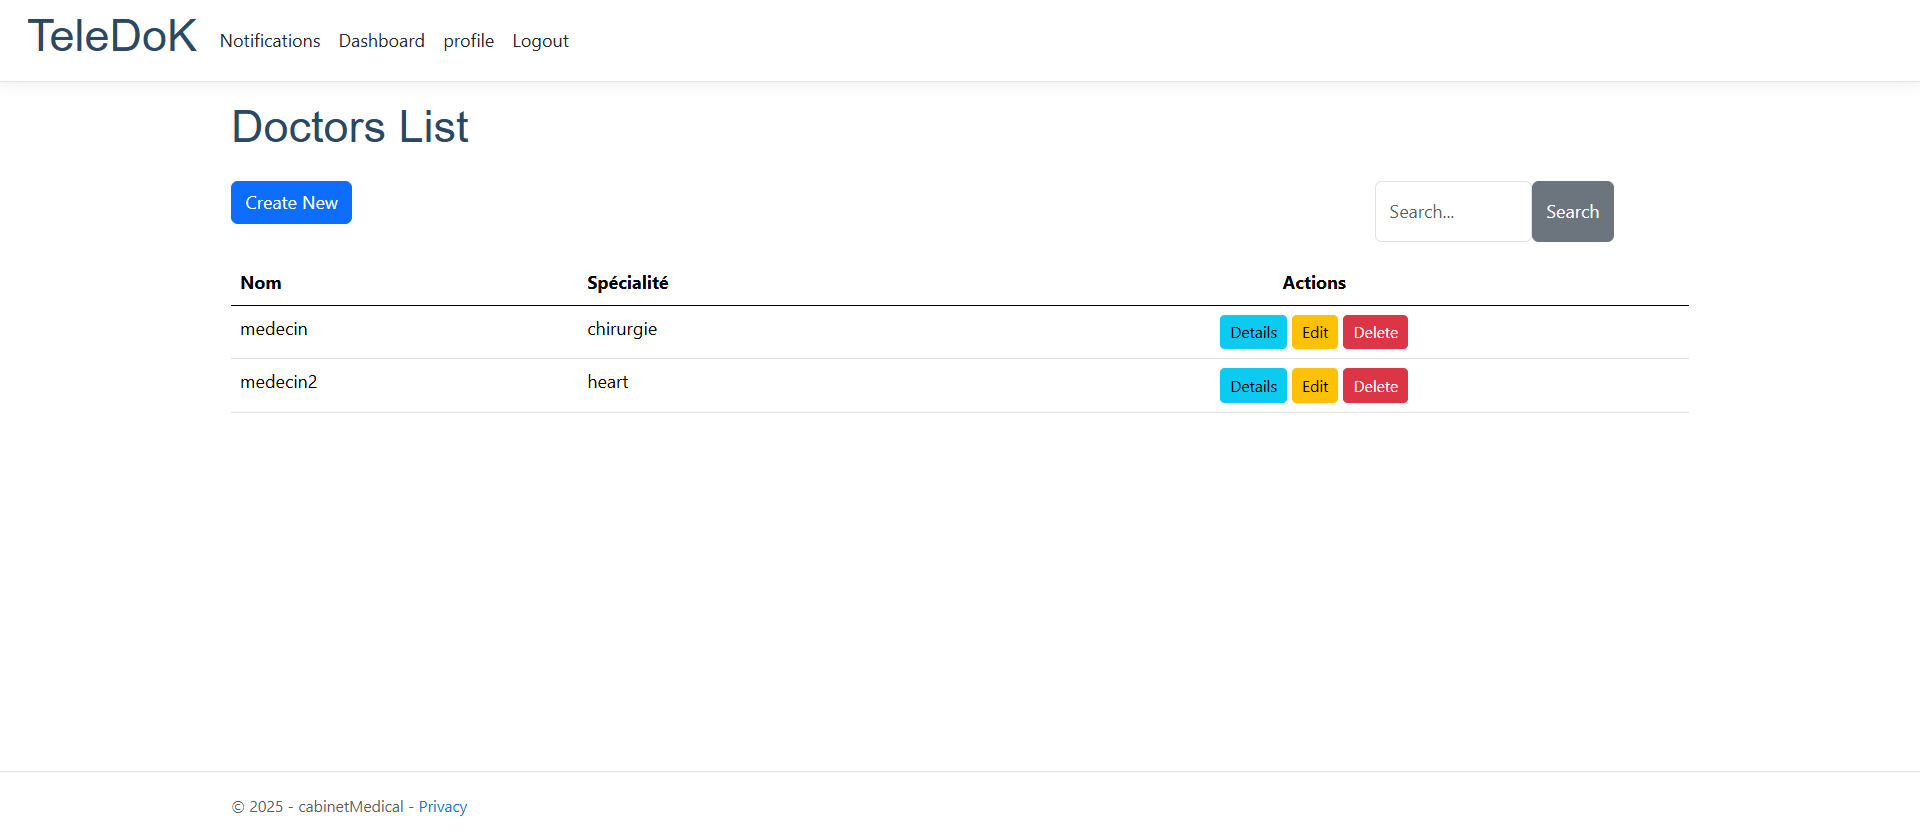 TeleDoK Notifications Dashboard profile Logout
Doctors List
Create New Search... Search
Nom Spécialité Actions
medecin chirurgie Details Edit Delete
medecin2 heart Details Edit Delete
© 2025 - cabinetMedical - Privacy